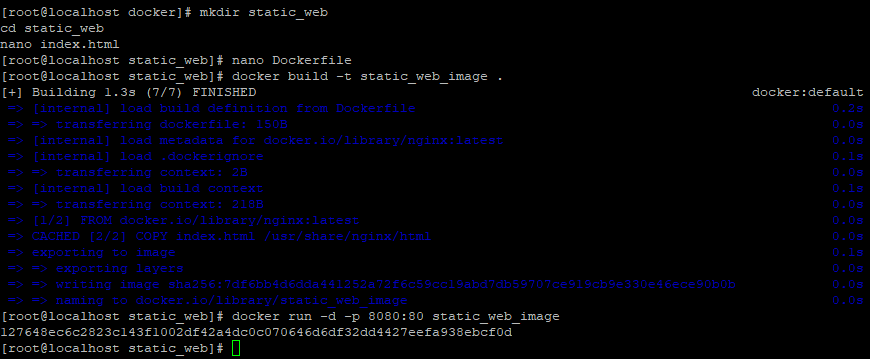 [root@localhost docker]# mkdir static_web
cd static_web
nano index.html
[root@localhost static_web]# nano Dockerfile
[root@localhost static_web]# docker build -t static_web_image .
[+] Building 1.3s (7/7) FINISHED docker:default
=> [internal] load build definition from Dockerfile 0.2s
=> => transferring dockerfile: 150B 0.0s
=> [internal] load metadata for docker.io/library/nginx:latest 0.0s
=> [internal] load .dockerignore 0.1s
=> => transferring context: 2B 0.0s
=> [internal] load build context 0.1s
=> => transferring context: 218B 0.0s
=> [1/2] FROM docker.io/library/nginx:latest 0.0s
=> CACHED [2/2] COPY index.html /usr/share/nginx/html 0.0s
=> exporting to image 0.1s
=> => exporting layers 0.0s
=> => writing image 0.0s
=> => naming to docker.io/library/static_web_image 0.0s
[root@localhost static_web]# docker run -d -p 8080:80 static_web_image
127648ec6c2823c143f1002df42a4dc0c070646d6df32dd4427eefa938ebcf0d
[root@localhost static_web]#